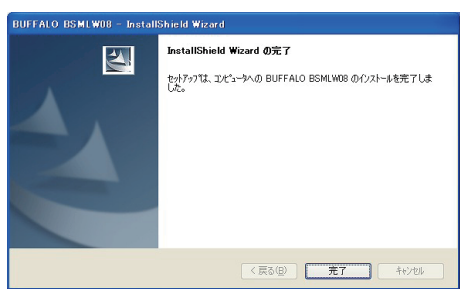 BUFFALO BSMLW08 - InstallShield Wizard
InstallShield Wizard の完了
ｾｯﾄｱｯﾌﾟは、ｺﾝﾋﾟｭｰﾀへの BUFFALO BSMLW08 のｲﾝｽﾄｰﾙを完了しま
した。
< 戻る(B)
完了
ｷｬﾝｾﾙ